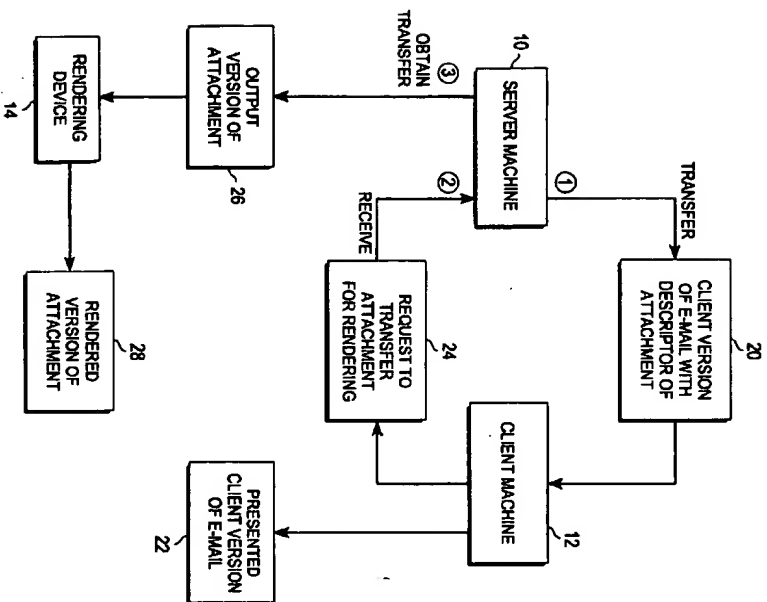 10
SERVER MACHINE
①
TRANSFER
CLIENT VERSION
OF E-MAIL WITH
DESCRIPTOR OF
ATTACHMENT
20
CLIENT MACHINE
12
PRESENTED
CLIENT VERSION
OF E-MAIL
22
REQUEST TO
TRANSFER
ATTACHMENT
FOR RENDERING
24
②
RECEIVE
③
OBTAIN
TRANSFER
OUTPUT
VERSION OF
ATTACHMENT
26
RENDERING
DEVICE
14
RENDERED
VERSION OF
ATTACHMENT
28